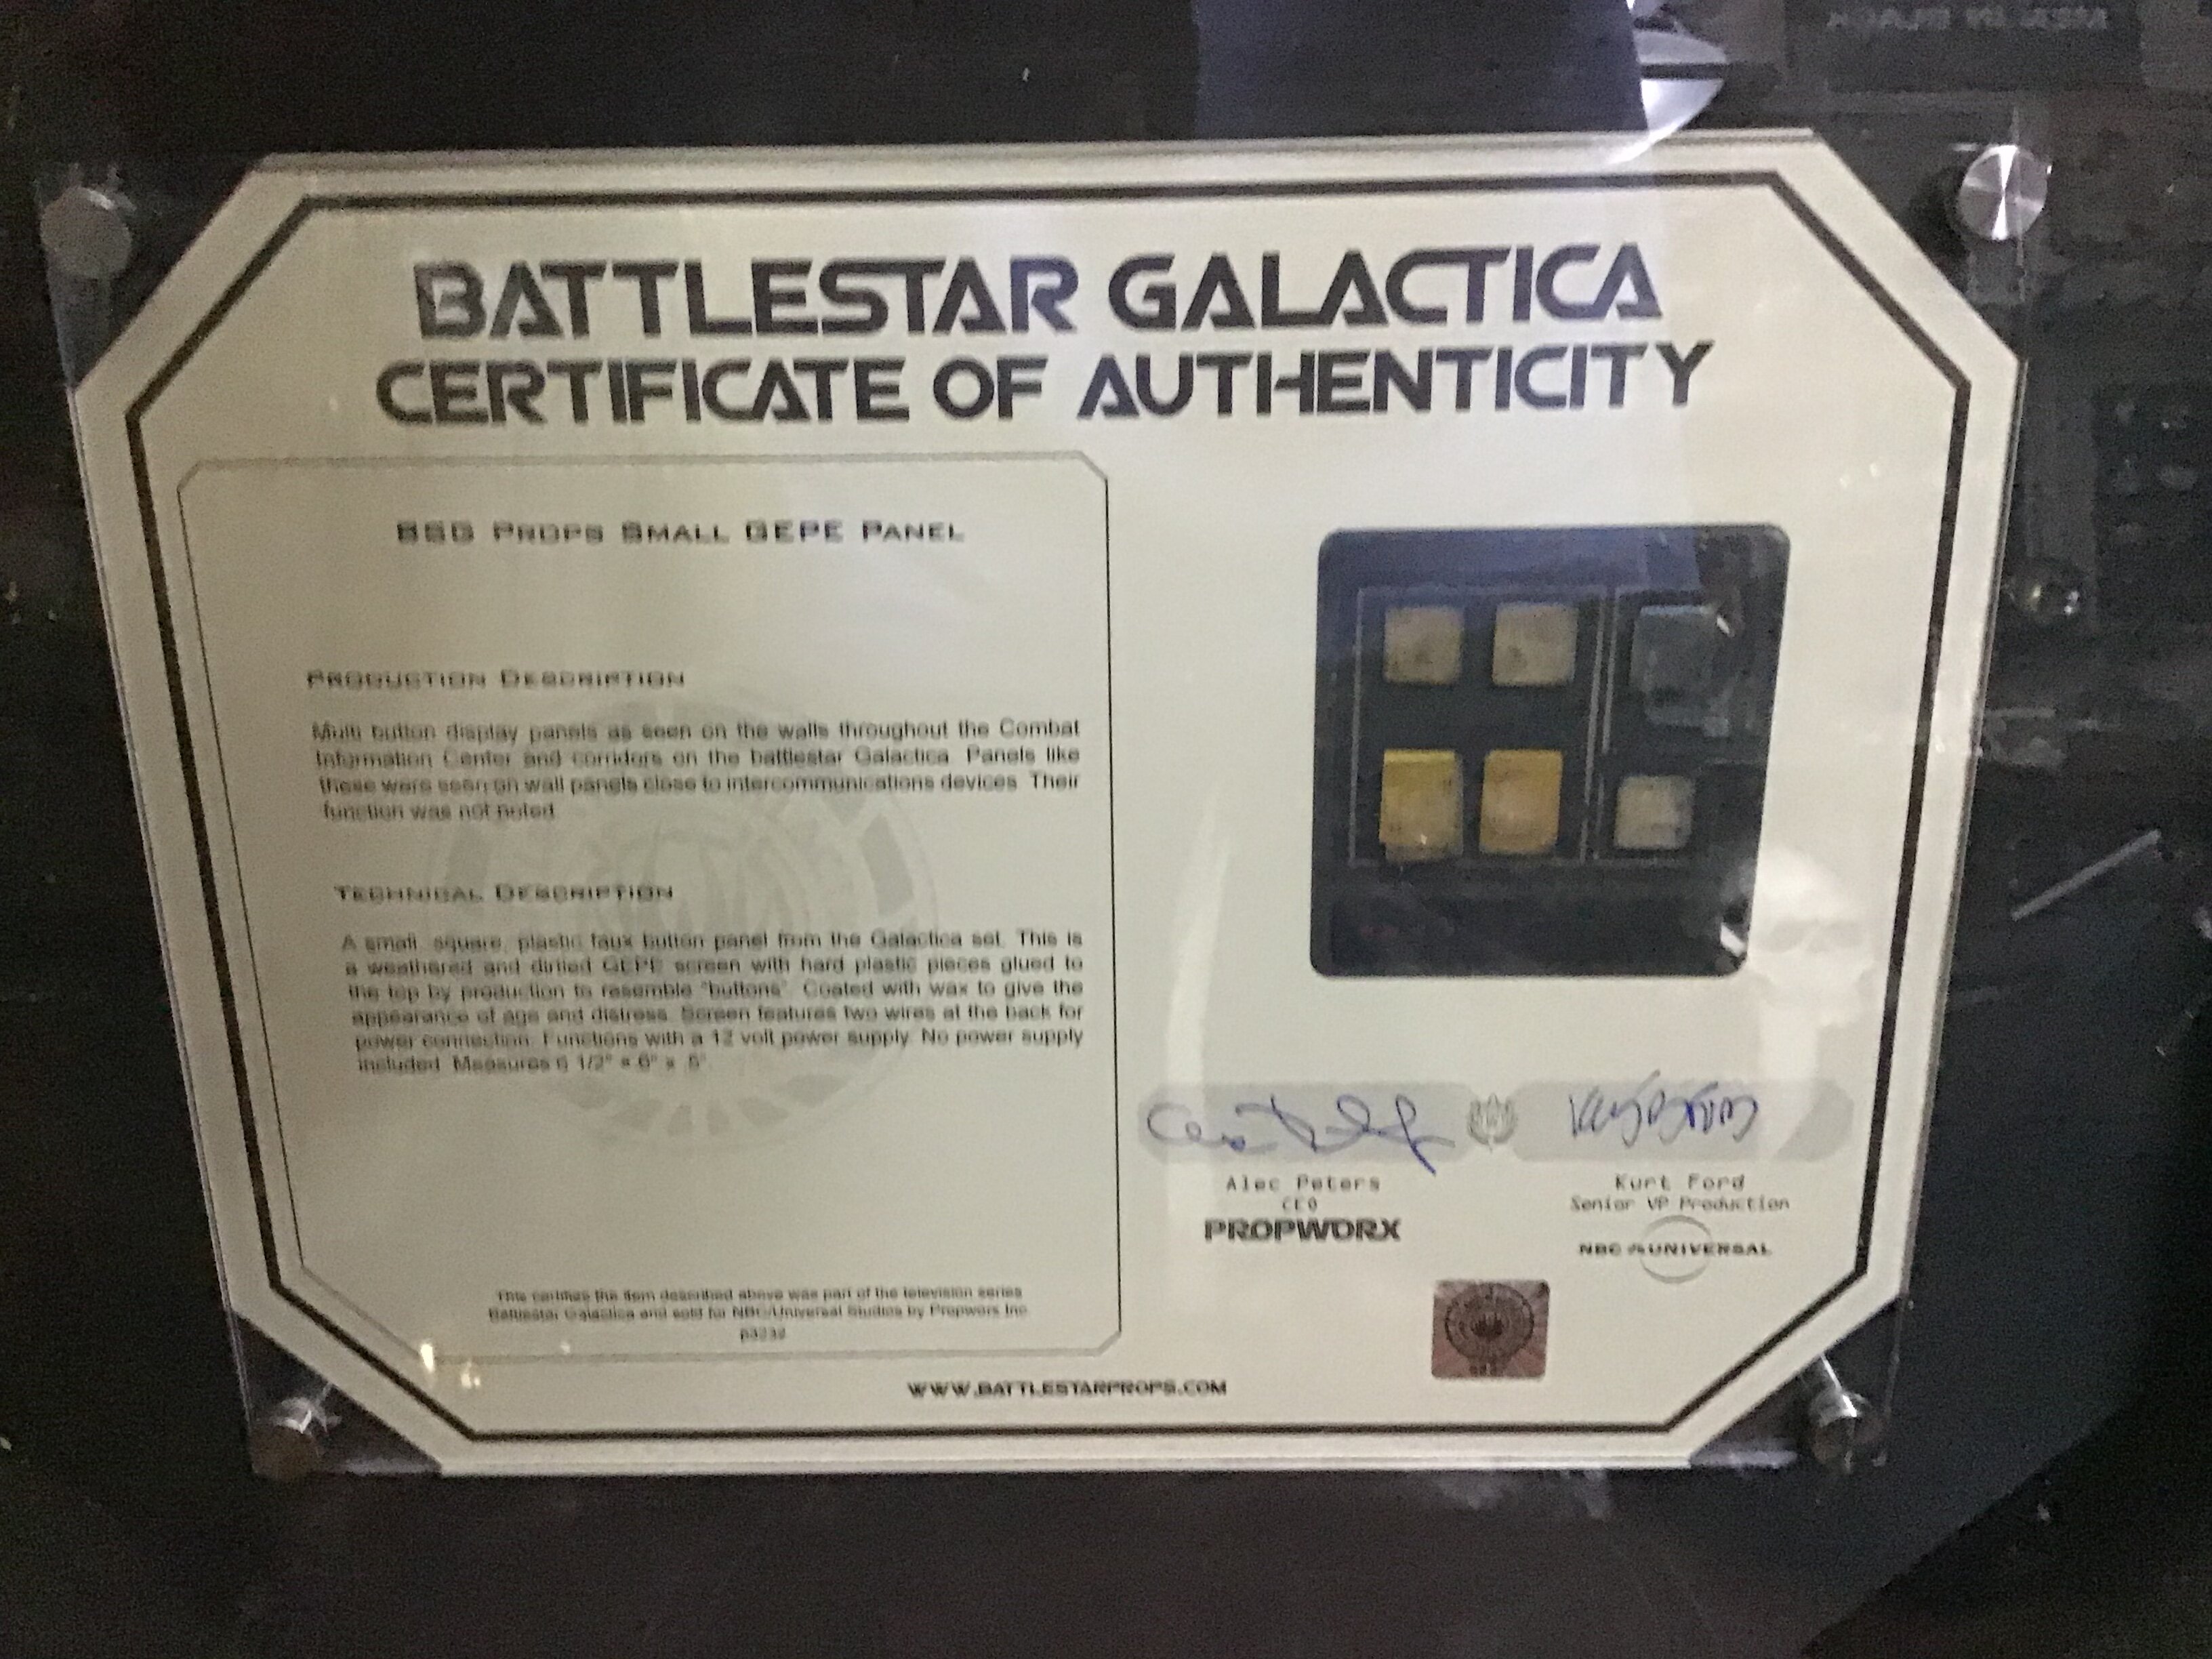 BATTLESTAR GALACTICA
CERTIFICATE OF AUTHENTICITY
BSG PROPS SMALL GEPE PANEL
PRODUCTION DESCRIPTION
Multi button display panels as seen on the walls throughout the Combat
Information Center and corridors on the battlestar Galactica. Panels like
these were seen on wall panels close to intercommunications devices. Their
function was not noted.
TECHNICAL DESCRIPTION
A small, square, plastic faux button panel from the Galactica set. This is
a weathered and dirtied GEPE screen with hard plastic pieces glued to
the top by production to resemble "buttons". Coated with wax to give the
appearance of age and distress. Screen features two wires at the back for
power connection. Functions with a 12 volt power supply. No power supply
included. Measures 6 1/2" x 6" x .5"
This certifies the item described above was part of the television series
Battlestar Galactica and sold for NBC/Universal Studios by Propworx Inc.
Alec Peters
CEO
PROPWORX
Kurt Ford
Senior VP Production
NBC UNIVERSAL
WWW.BATTLESTARPROPS.COM